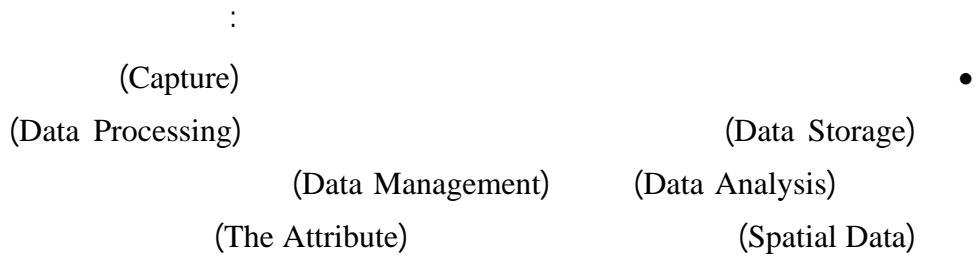 :
• (Capture)
(Data Storage) (Data Processing)
(Data Analysis) (Data Management)
(Spatial Data) (The Attribute)